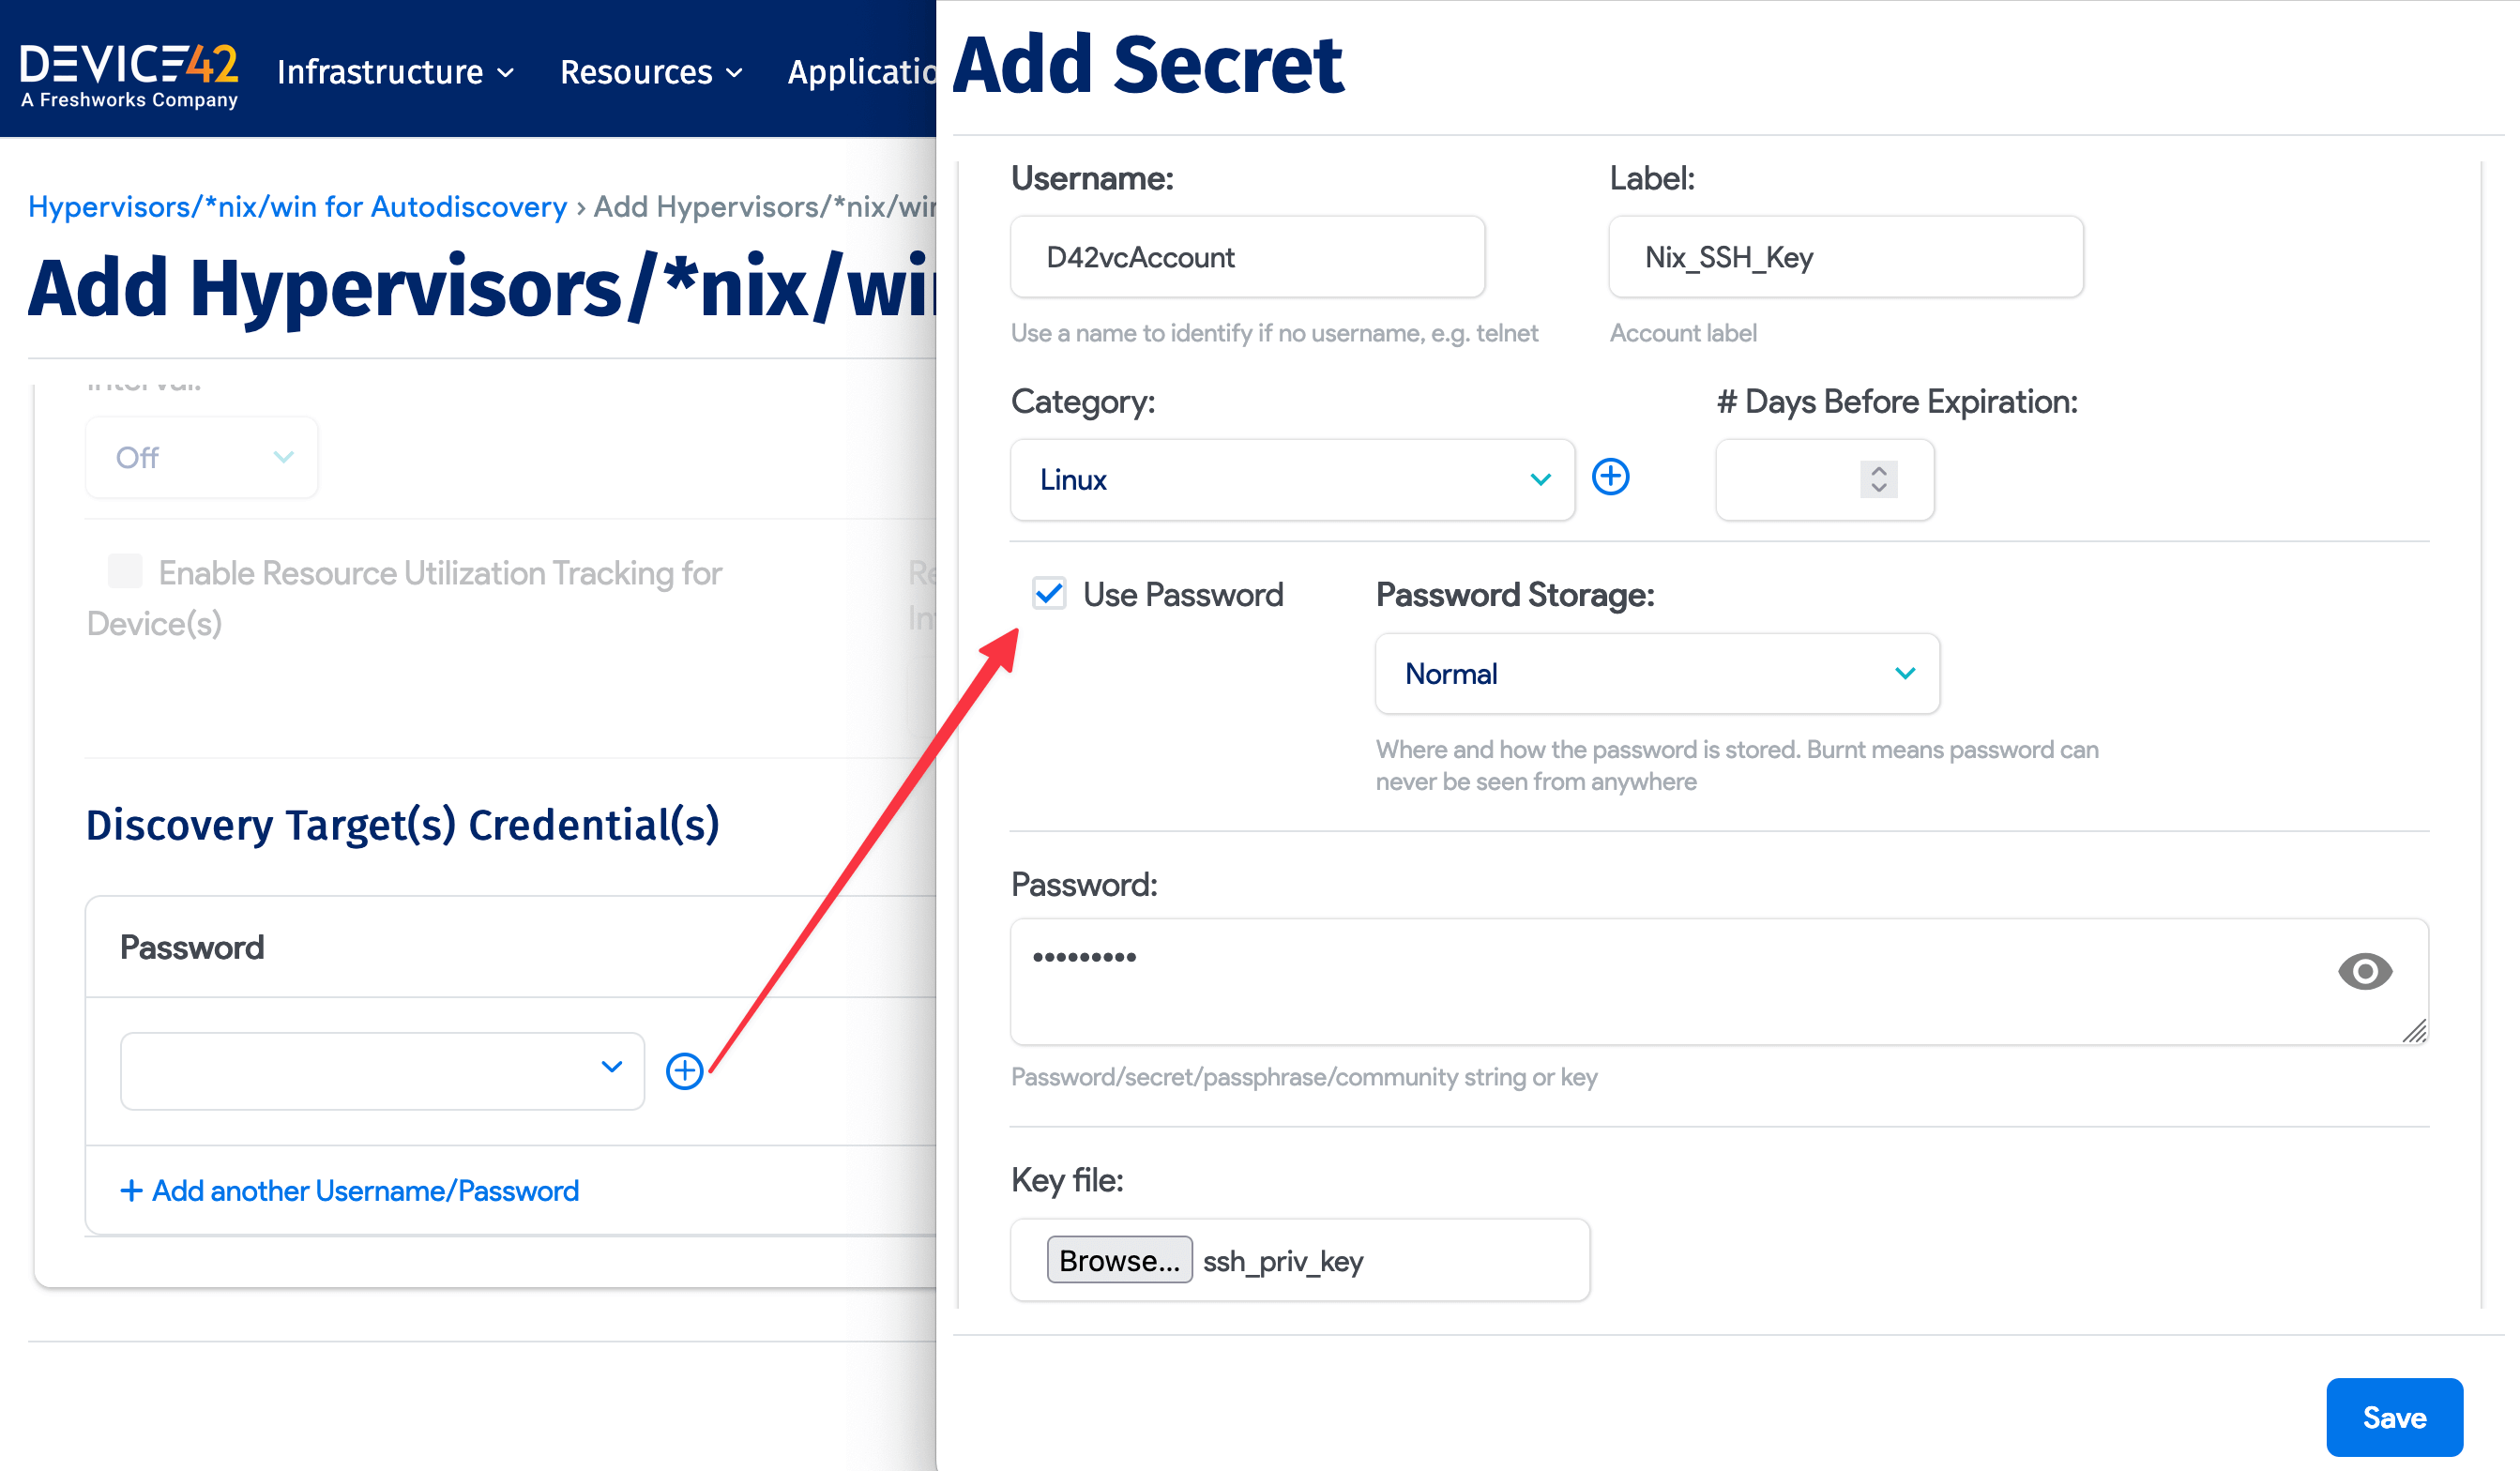 DEVICE42
A Freshworks Company
Infrastructure
Resources
Applicatio
Hypervisors/*nix/win for Autodiscovery › Add Hypervisors/*nix/wi
Add Hypervisors/*nix/wi
Interval:
Off
Enable Resource Utilization Tracking for
Device(s)
Re
Int
Discovery Target(s) Credential(s)
Password
+ Add another Username/Password
Add Secret
Username:
Label:
D42vcAccount
Nix_SSH_Key
Use a name to identify if no username, e.g. telnet
Account label
Category:
# Days Before Expiration:
Linux
Use Password
Password Storage:
Normal
Where and how the password is stored. Burnt means password can
never be seen from anywhere
Password:
•••••••••
Password/secret/passphrase/community string or key
Key file:
Browse... ssh_priv_key
Save